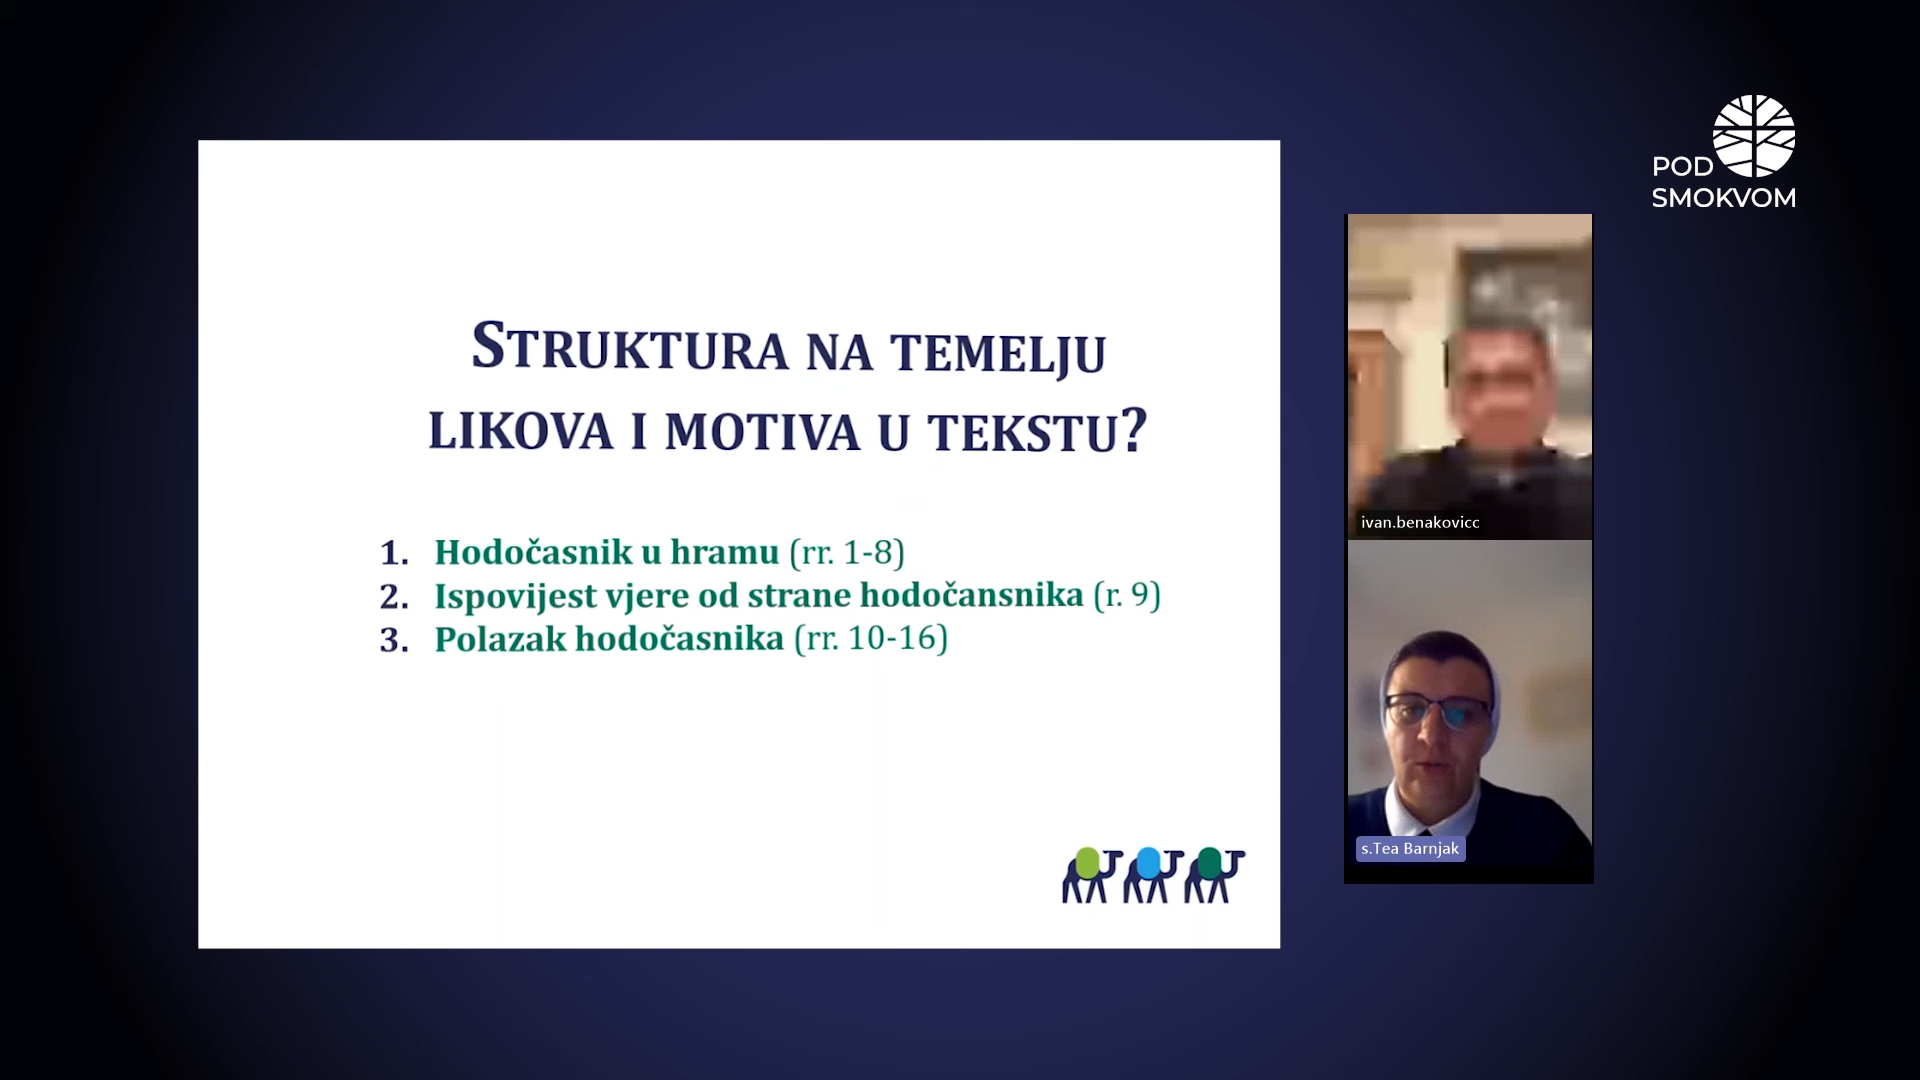 POD
SMOKVOM
STRUKTURA NA TEMELJU
LIKOVA I MOTIVA U TEKSTU?
1. Hodočasnik u hramu (rr. 1-8)
2. Ispovijest vjere od strane hodočansnika (r. 9)
3. Polazak hodočasnika (rr. 10-16)
ivan.benakovicc
s.Tea Barnjak